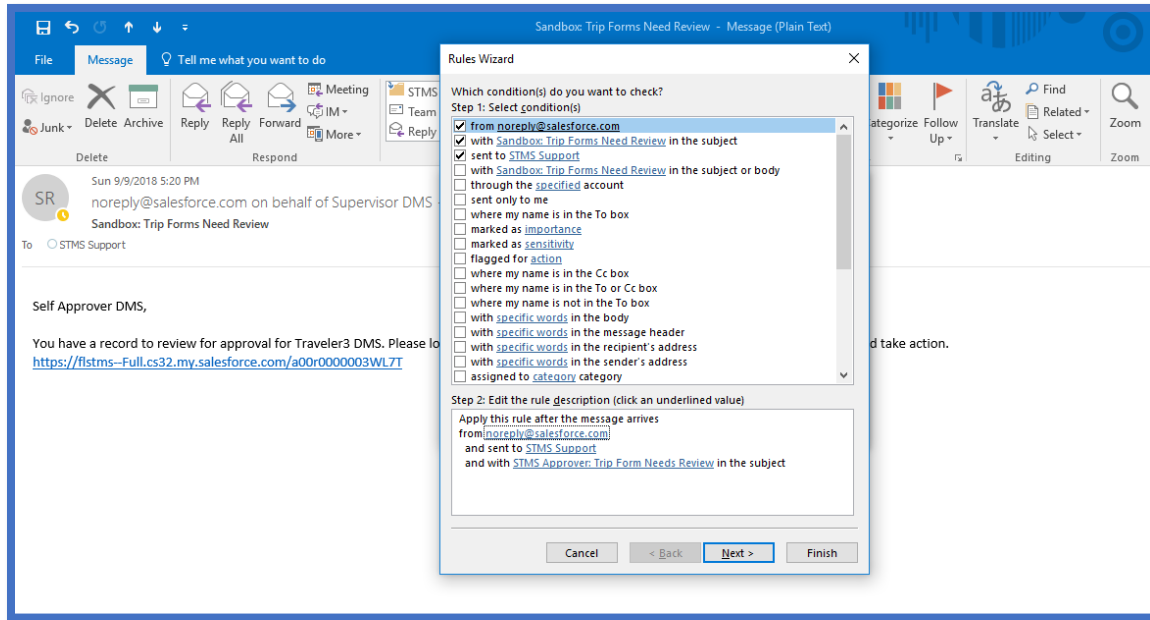 Sandbox: Trip Forms Need Review - Message (Plain Text)
File Message Tell me what you want to do
Ignore
Junk
Delete Archive
Reply Reply All Forward
Meeting
IM
More
STMS
Team
Reply
ategorize Follow Up
Translate
Find
Related
Select
Zoom
Delete Respond Editing Zoom
SR
Sun 9/9/2018 5:20 PM
noreply@salesforce.com on behalf of Supervisor DMS
Sandbox: Trip Forms Need Review
To STMS Support
Self Approver DMS,
You have a record to review for approval for Traveler3 DMS. Please lo
d take action.
https://flstms--Full.cs32.my.salesforce.com/a00r0000003WL7T
Rules Wizard
Which condition(s) do you want to check?
Step 1: Select condition(s)
from noreply@salesforce.com
with Sandbox: Trip Forms Need Review in the subject
sent to STMS Support
with Sandbox: Trip Forms Need Review in the subject or body
through the specified account
sent only to me
where my name is in the To box
marked as importance
marked as sensitivity
flagged for action
where my name is in the Cc box
where my name is in the To or Cc box
where my name is not in the To box
with specific words in the body
with specific words in the message header
with specific words in the recipient's address
with specific words in the sender's address
assigned to category category
Step 2: Edit the rule description (click an underlined value)
Apply this rule after the message arrives
from noreply@salesforce.com
and sent to STMS Support
and with STMS Approver: Trip Form Needs Review in the subject
Cancel < Back Next > Finish